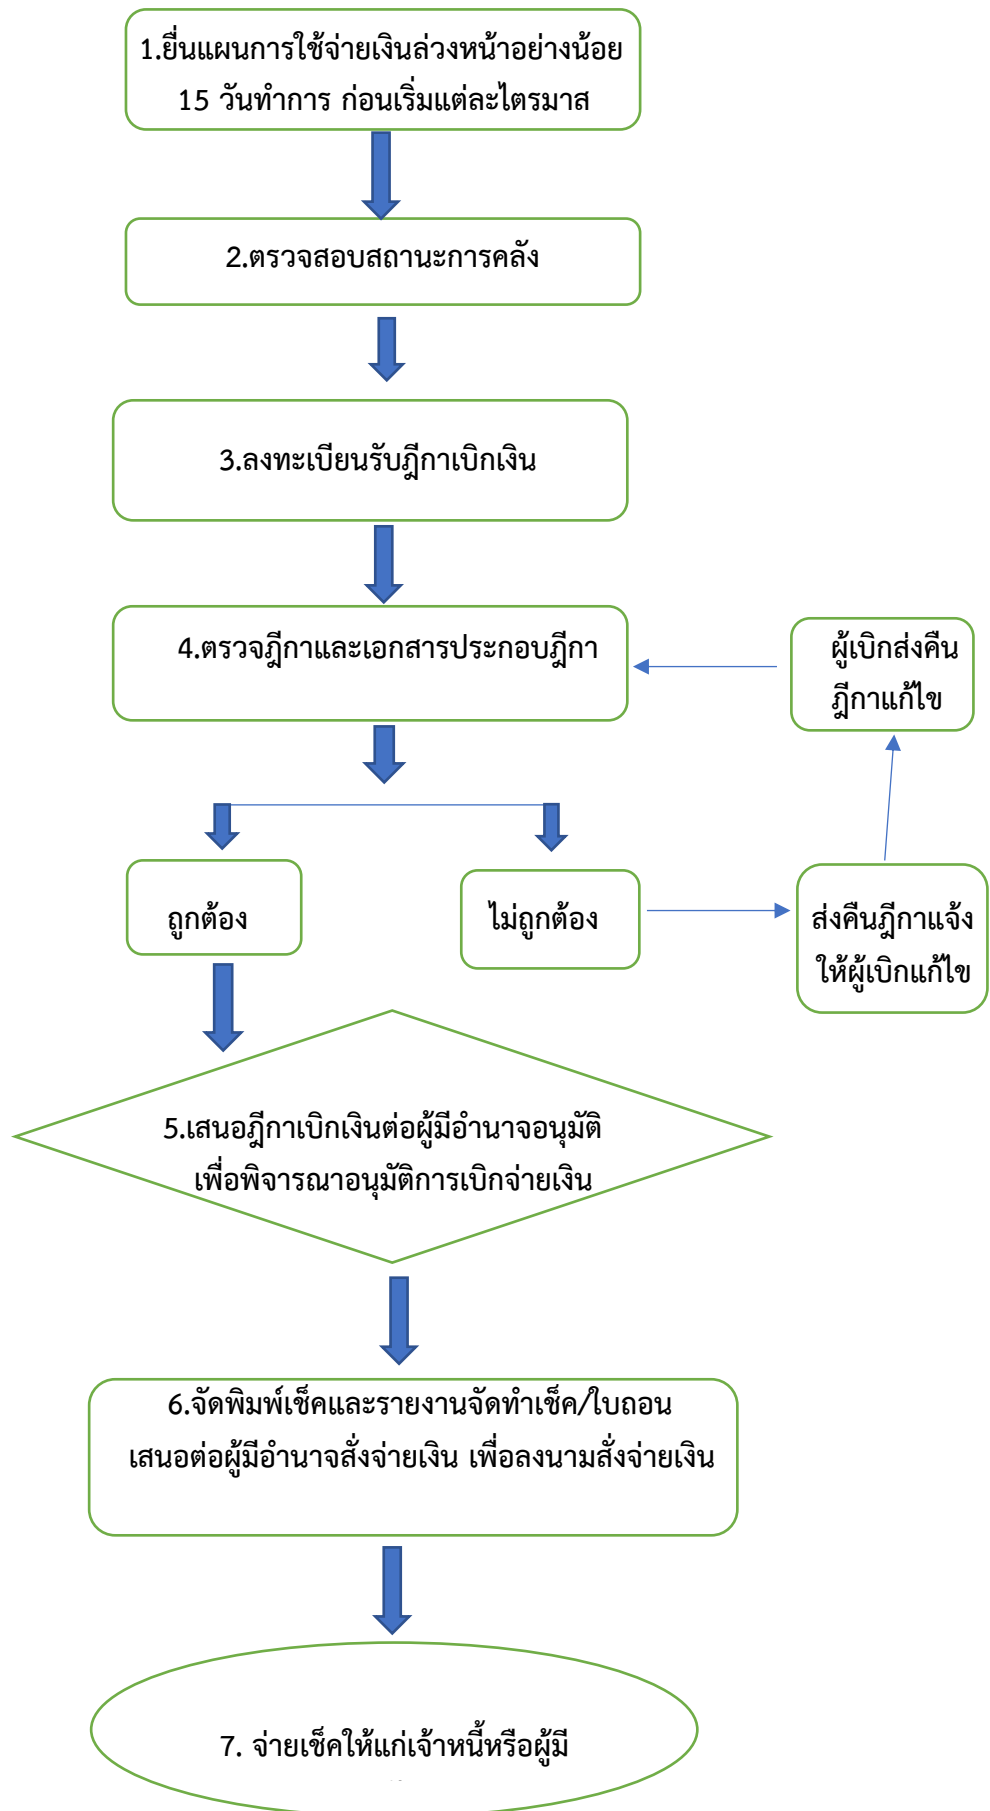 1.ยื่นแผนการใช้จ่ายเงินล่วงหน้าอย่างน้อย
15 วันทำการ ก่อนเริ่มแต่ละไตรมาส
2.ตรวจสอบสถานะการคลัง
3.ลงทะเบียนรับฎีกาเบิกเงิน
4.ตรวจฎีกาและเอกสารประกอบฎีกา
ผู้เบิกส่งคืน
ฎีกาแก้ไข
ถูกต้อง
ไม่ถูกต้อง
ส่งคืนฎีกาแจ้ง
ให้ผู้เบิกแก้ไข
5.เสนอฎีกาเบิกเงินต่อผู้มีอำนาจอนุมัติ
เพื่อพิจารณาอนุมัติการเบิกจ่ายเงิน
6.จัดพิมพ์เช็คและรายงานจัดทำเช็ค/ใบถอน
เสนอต่อผู้มีอำนาจสั่งจ่ายเงิน เพื่อลงนามสั่งจ่ายเงิน
7. จ่ายเช็คให้แก่เจ้าหนี้หรือผู้มี